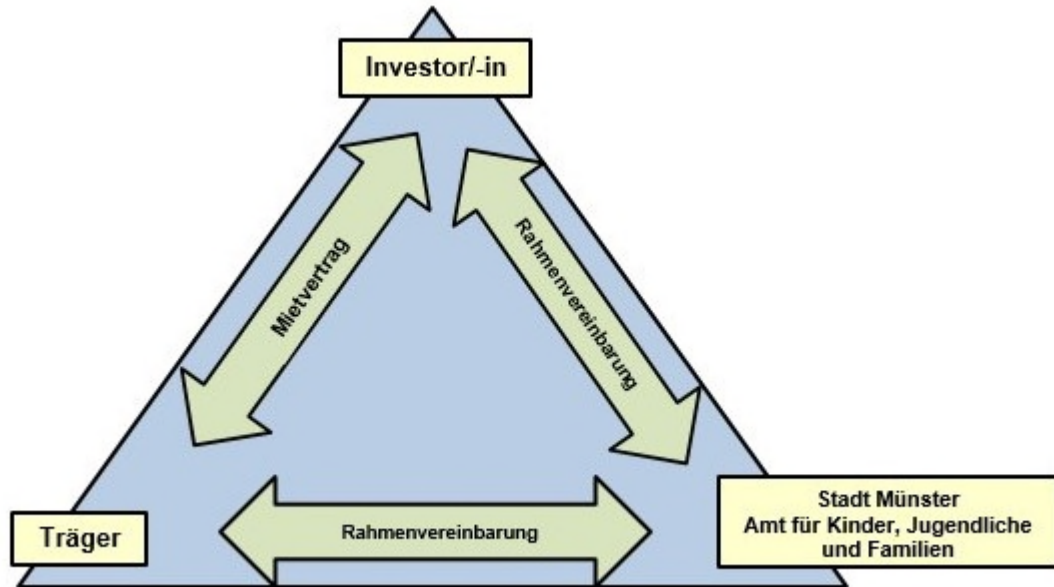 Investor/-in
Mietvertrag
Rahmenvereinbarung
Träger
Rahmenvereinbarung
Stadt Münster
Amt für Kinder, Jugendliche
und Familien